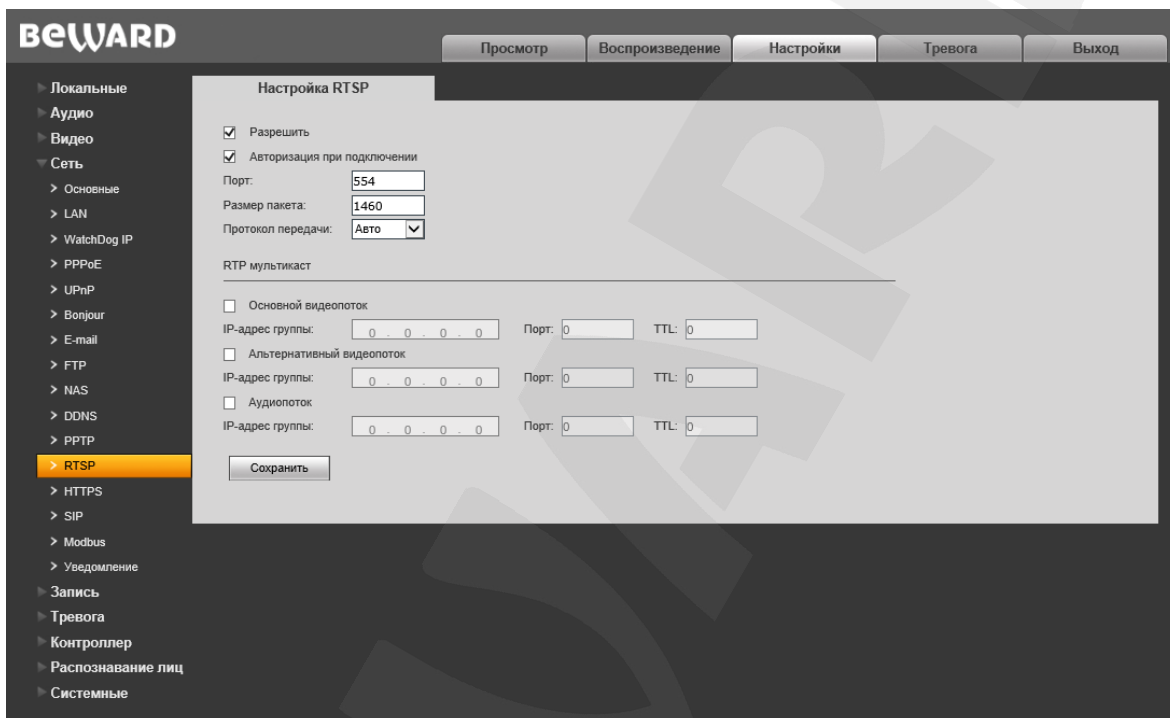 BEWARD
Просмотр Воспроизведение Настройки Тревога Выход
Локальные
Аудио
Видео
Сеть
> Основные
> LAN
> WatchDog IP
> PPPoE
> UPnP
> Bonjour
> E-mail
> FTP
> NAS
> DDNS
> PPTP
> RTSP
> HTTPS
> SIP
> Modbus
> Уведомление
Запись
Тревога
Контроллер
Распознавание лиц
Системные
Настройка RTSP
Разрешить
Авторизация при подключении
Порт: 554
Размер пакета: 1460
Протокол передачи: Авто
RTP мультикаст
Основной видеопоток
IP-адрес группы: 0 . 0 . 0 . 0 Порт: 0 TTL: 0
Альтернативный видеопоток
IP-адрес группы: 0 . 0 . 0 . 0 Порт: 0 TTL: 0
Аудиопоток
IP-адрес группы: 0 . 0 . 0 . 0 Порт: 0 TTL: 0
Сохранить